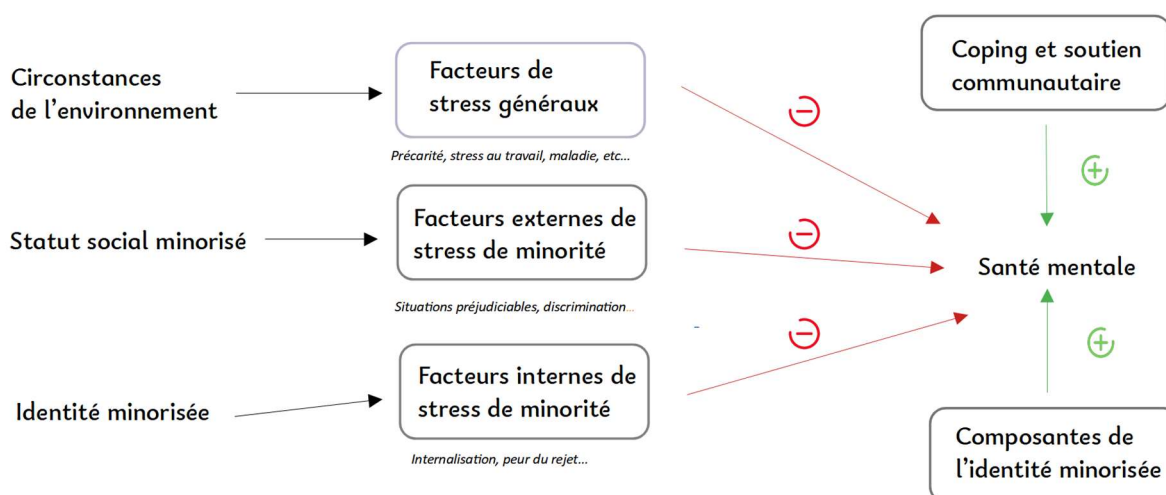 Circonstances
de l'environnement
Facteurs de
stress généraux
Précarité, stress au travail, maladie, etc...
Coping et soutien
communautaire
Statut social minorisé
Facteurs externes de
stress de minorité
Situations préjudiciables, discrimination...
Santé mentale
Identité minorisée
Facteurs internes de
stress de minorité
Internalisation, peur du rejet...
Composantes de
l'identité minorisée